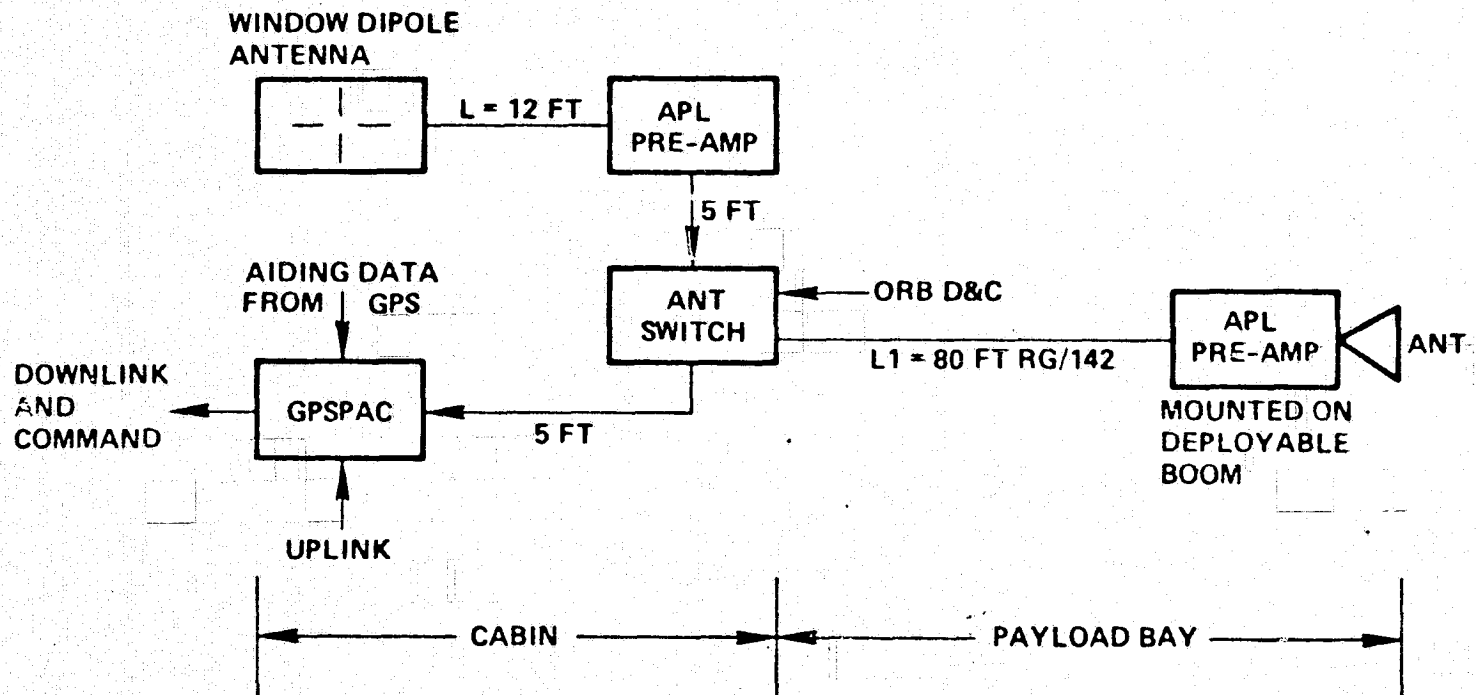 WINDOW DIPOLE
ANTENNA
L = 12 FT
APL
PRE-AMP
5 FT
AIDING DATA
FROM GPS
ANT
SWITCH
ORB D&C
L1 = 80 FT RG/142
APL
PRE-AMP
ANT
MOUNTED ON
DEPLOYABLE
BOOM
DOWNLINK
AND
COMMAND
GPSPAC
5 FT
UPLINK
CABIN
PAYLOAD BAY